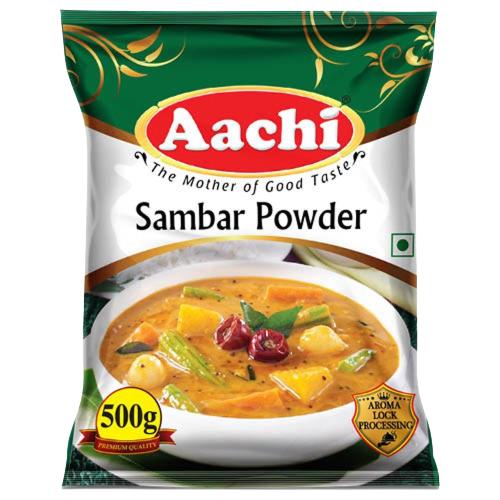 Aachi
®
The Mother of Good Taste
Sambar Powder
500g
PREMIUM QUALITY
AROMA
LOCK
PROCESSING